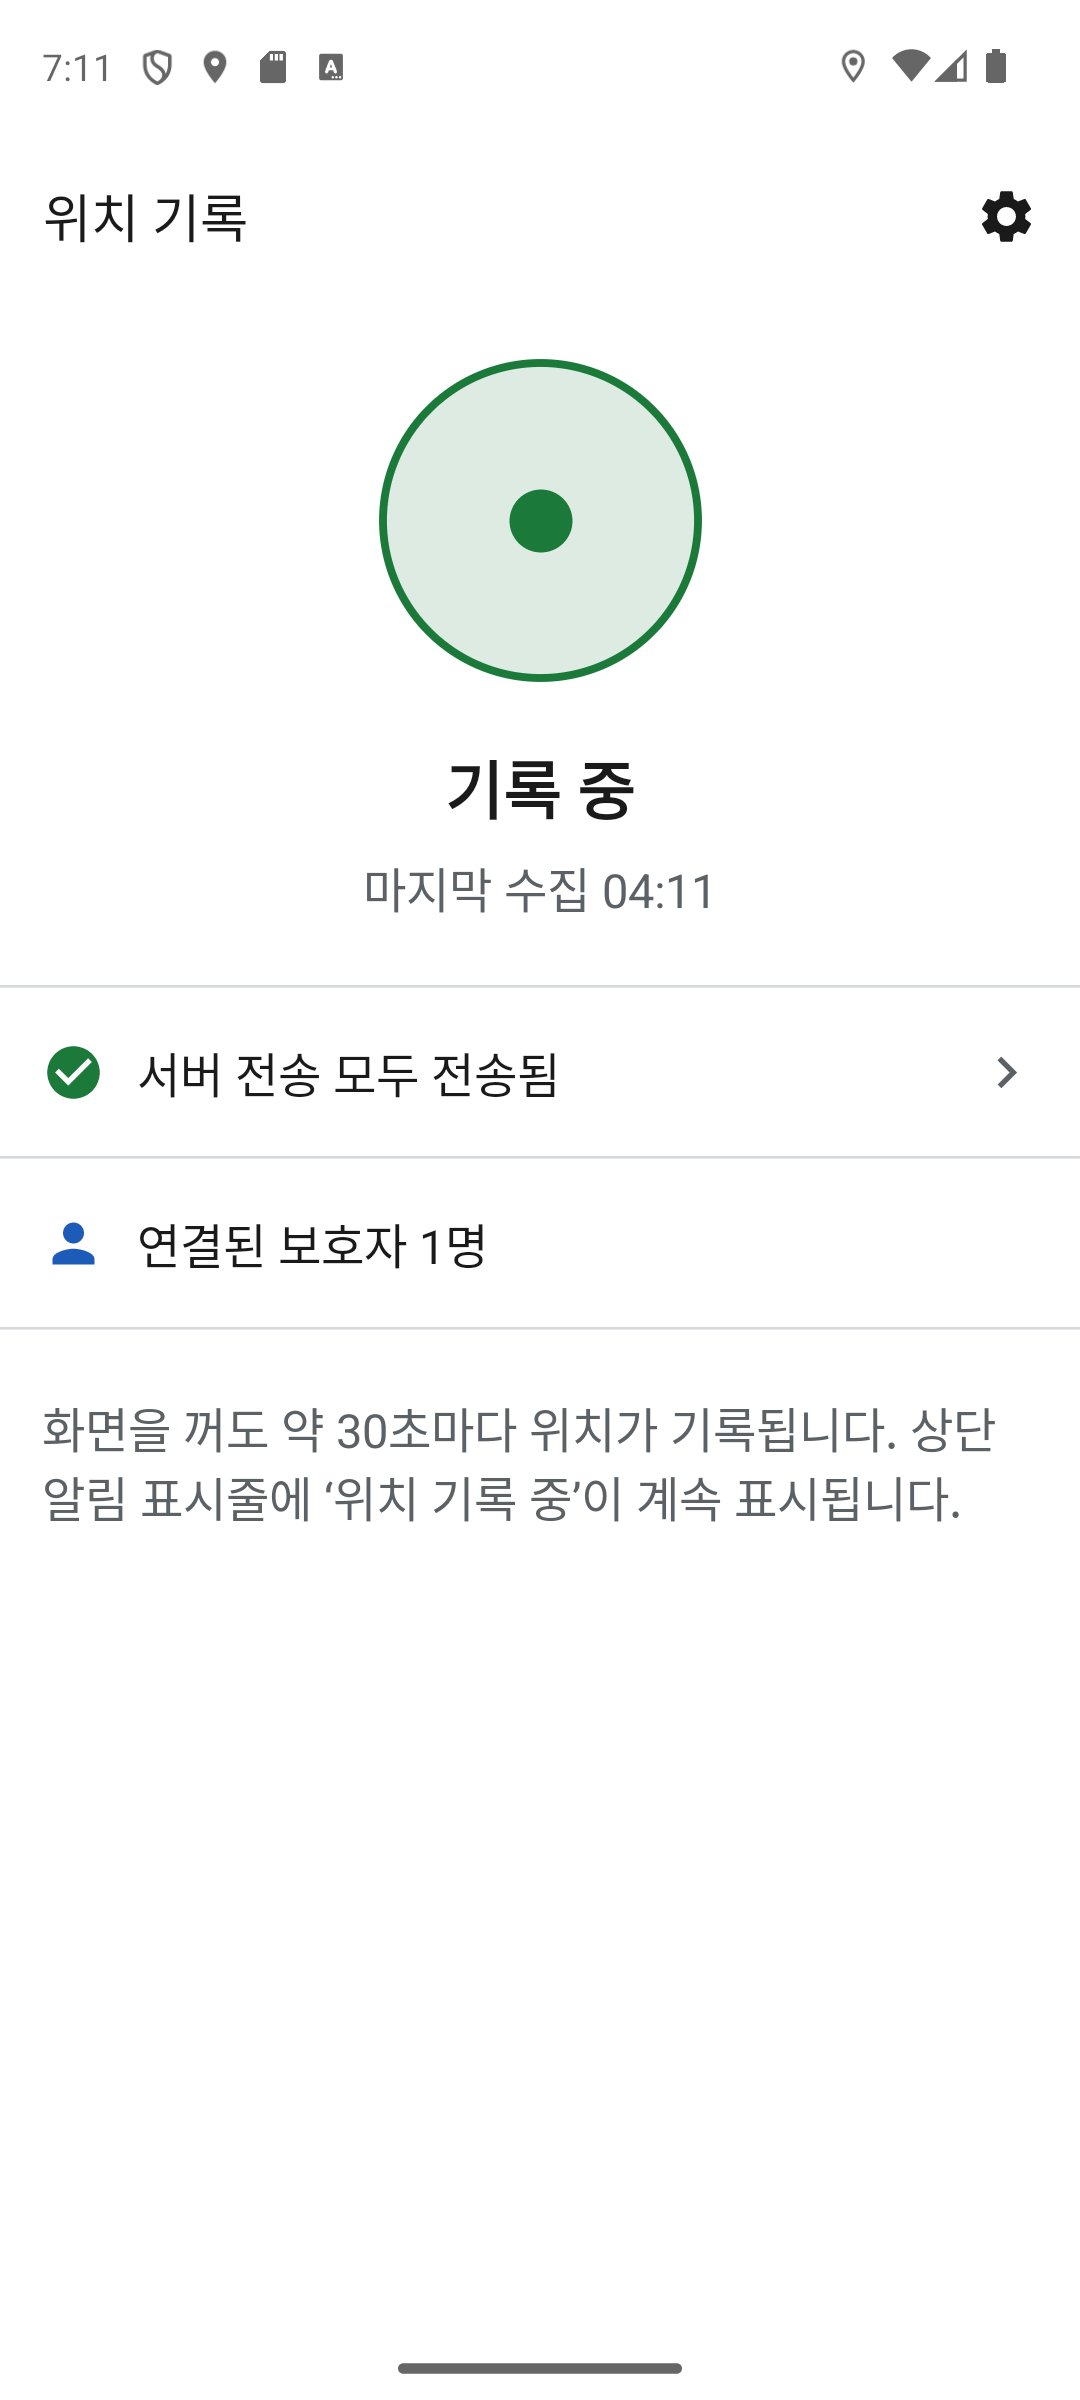 7:11
위치 기록
기록 중
마지막 수집 04:11
서버 전송 모두 전송됨
연결된 보호자 1명
화면을 꺼도 약 30초마다 위치가 기록됩니다. 상단
알림 표시줄에 ‘위치 기록 중’이 계속 표시됩니다.